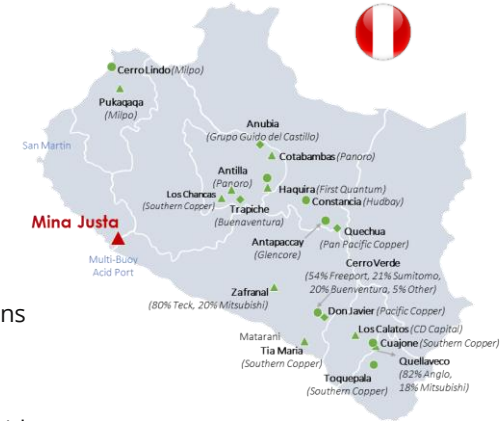 Cerro Lindo (Milpo)
Pukaqaqa
(Milpo)
San Martin
Anubia
(Grupo Guido del Castillo)
Cotabambas (Panoro)
Antilla
(Panoro)
Haquira (First Quantum)
Los Chancas
(Southern Copper)
Constancia (Hudbay)
Trapiche
(Buenaventura)
Mina Justa
Quechua
(Pan Pacific Copper)
Antapaccay
(Glencore)
Multi-Buoy
Acid Port
Cerro Verde
(54% Freeport, 21% Sumitomo,
20% Buenventura, 5% Other)
Zafranal
(80% Teck, 20% Mitsubishi)
ns
Don Javier (Pacific Copper)
Los Calatos (CD Capital)
Matarani
Cuajone (Southern Copper)
Tia Maria
(Southern Copper)
Quellaveco
(82% Anglo,
18% Mitsubishi)
Toquepala
(Southern Copper)